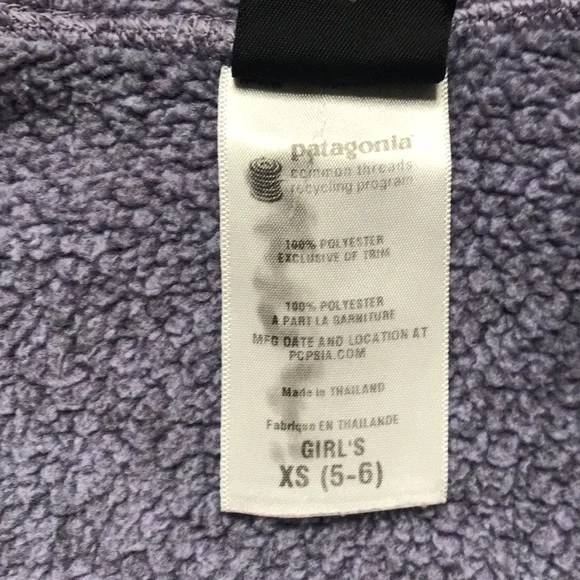 patagonia
common threads
recycling program
100% POLYESTER
EXCLUSIVE OF TRIM
100% POLYESTER
A PART LA GARNITURE
MFG DATE AND LOCATION AT
PCPSIA.COM
Made in THAILAND
Fabrique EN THAILANDE
GIRL'S
XS (5-6)